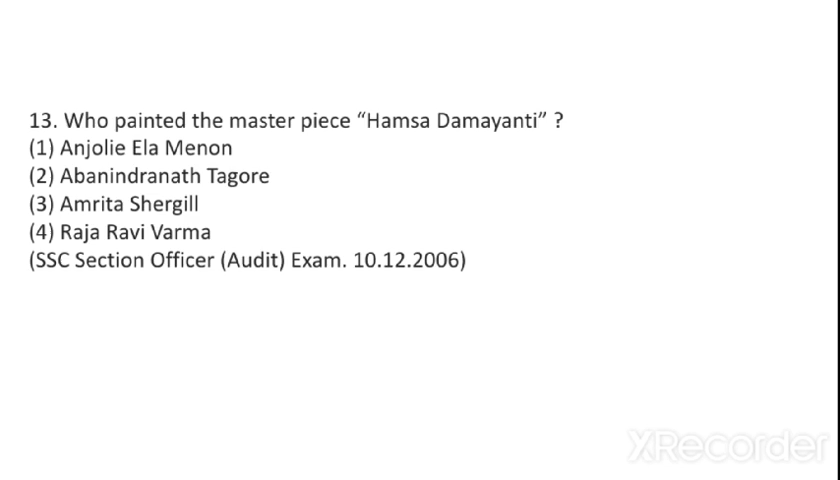 13. Who painted the master piece “Hamsa Damayanti” ?
(1) Anjolie Ela Menon
(2) Abanindranath Tagore
(3) Amrita Shergill
(4) Raja Ravi Varma
(SSC Section Officer (Audit) Exam. 10.12.2006)
XRecorder